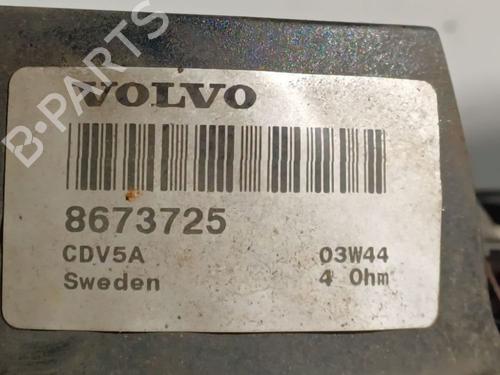 B-PARTS
VOLVO
8673725
CDV5A 03W44
Sweden 4 Ohm